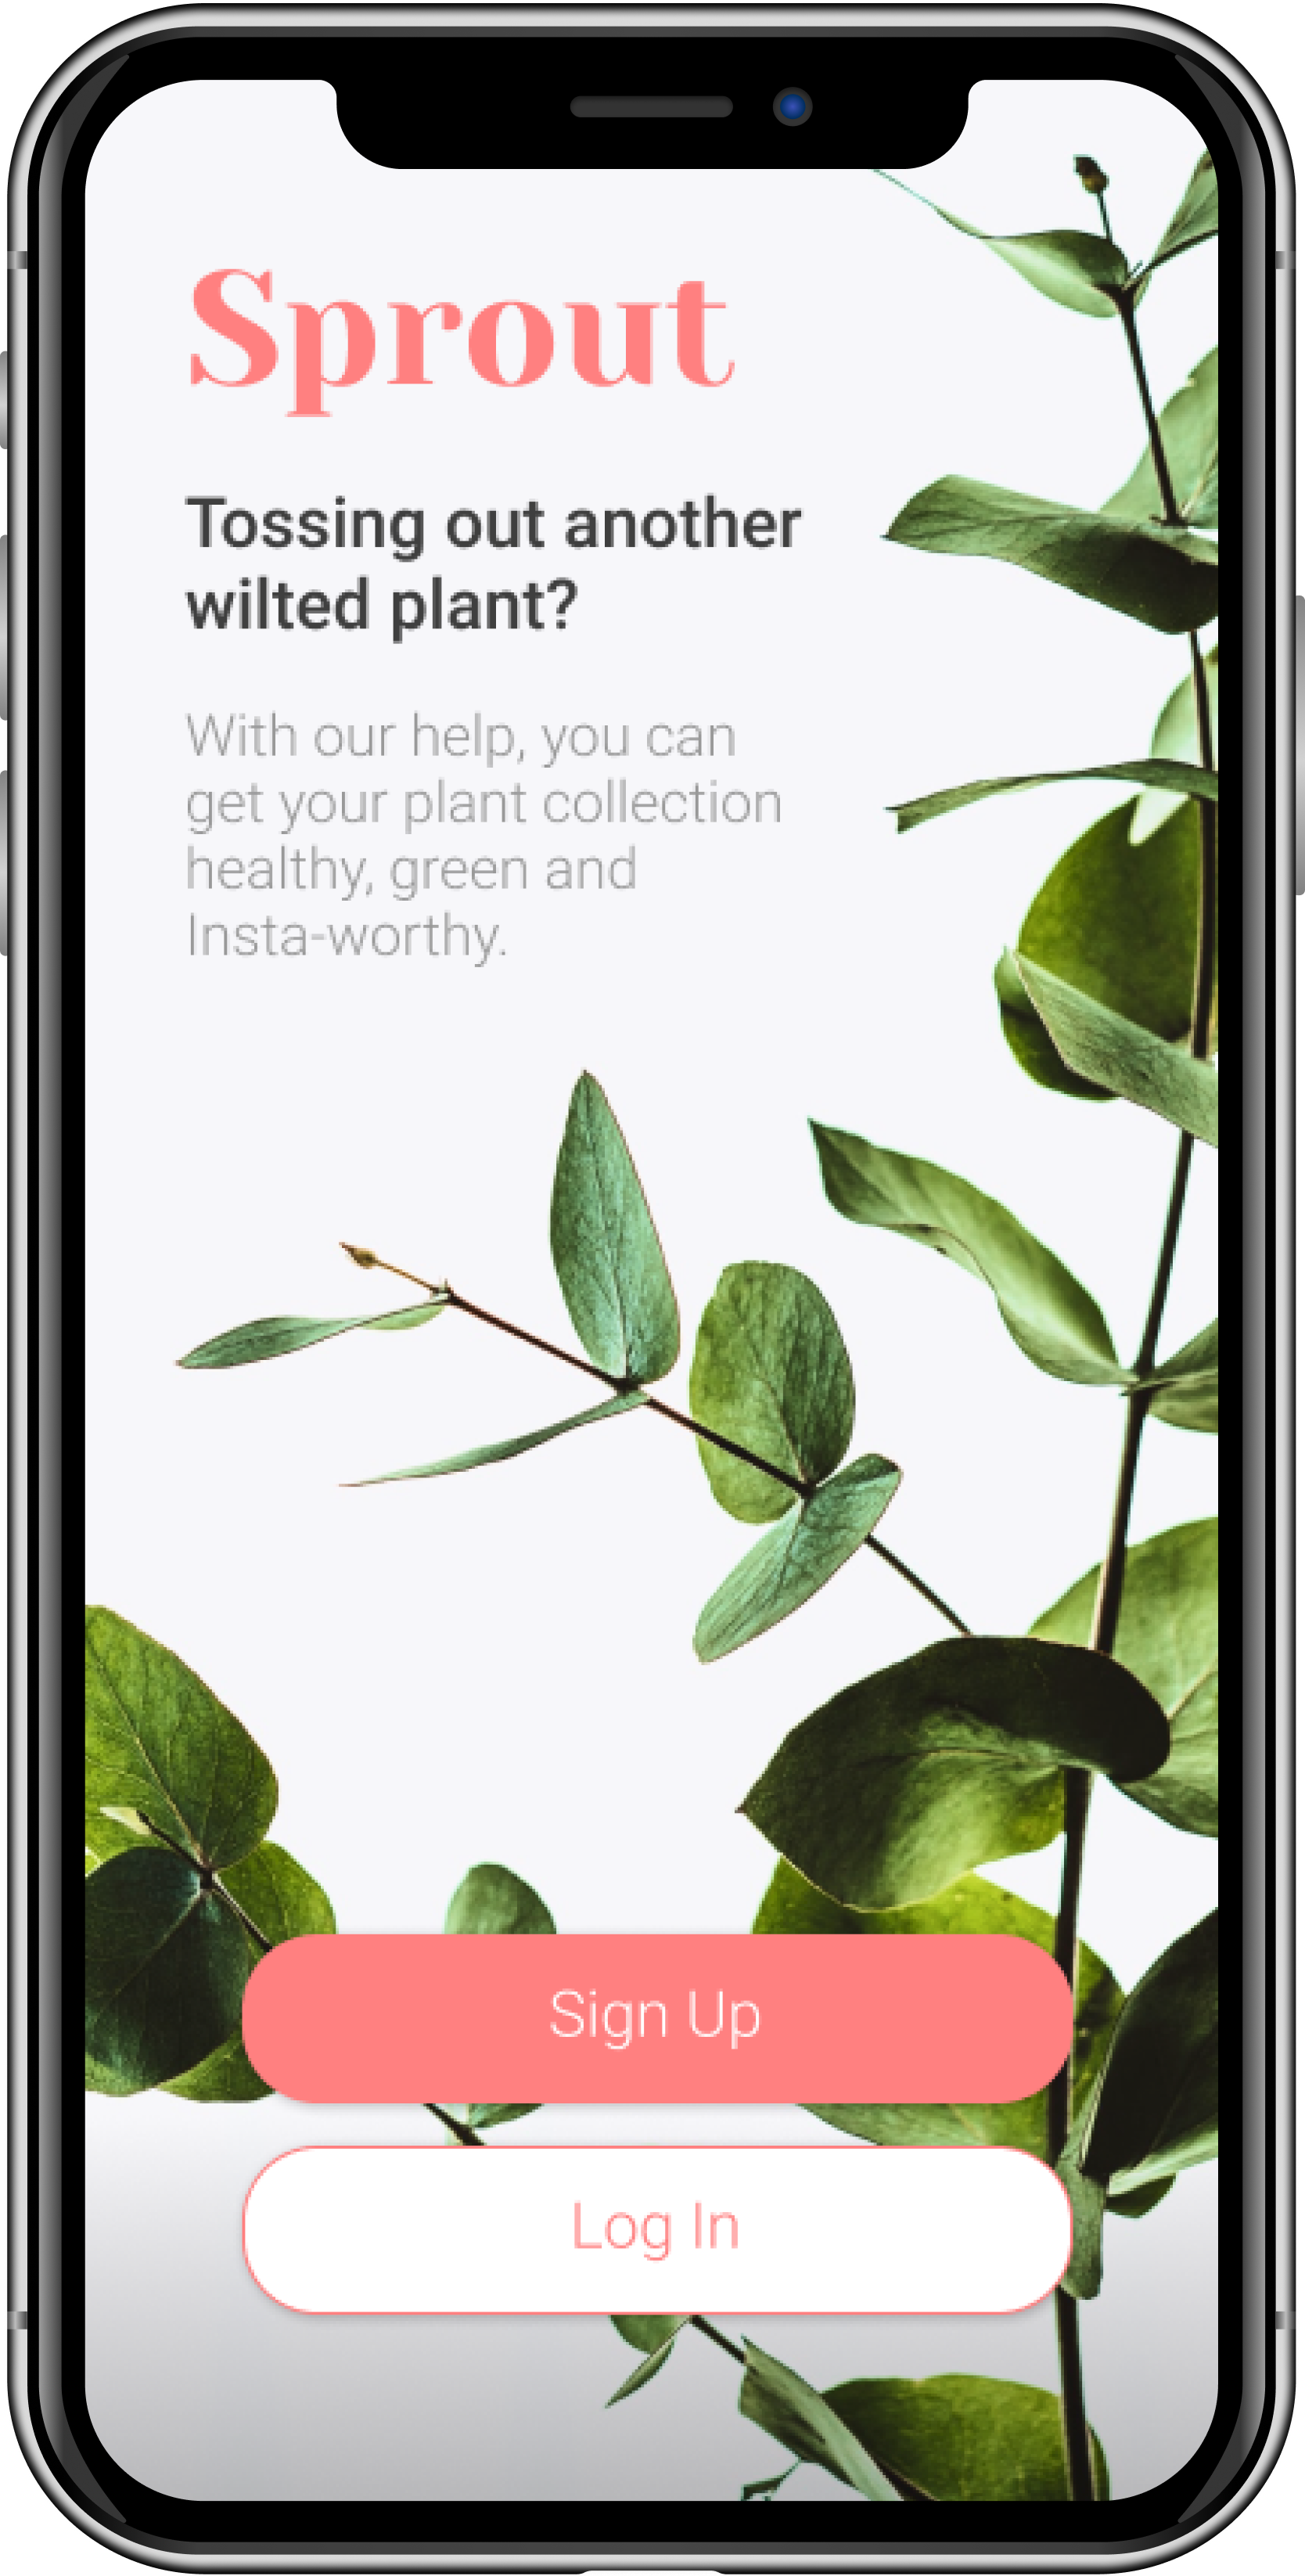 Sprout
Tossing out another
wilted plant?
With our help, you can
get your plant collection
healthy, green and
Insta-worthy.
Sign Up
Log In